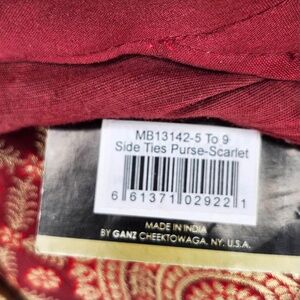 MB13142-5 To 9
Side Ties Purse-Scarlet
6 61371 02922 1
MADE IN INDIA
BY GANZ CHEEKTOWAGA, NY. U.S.A.